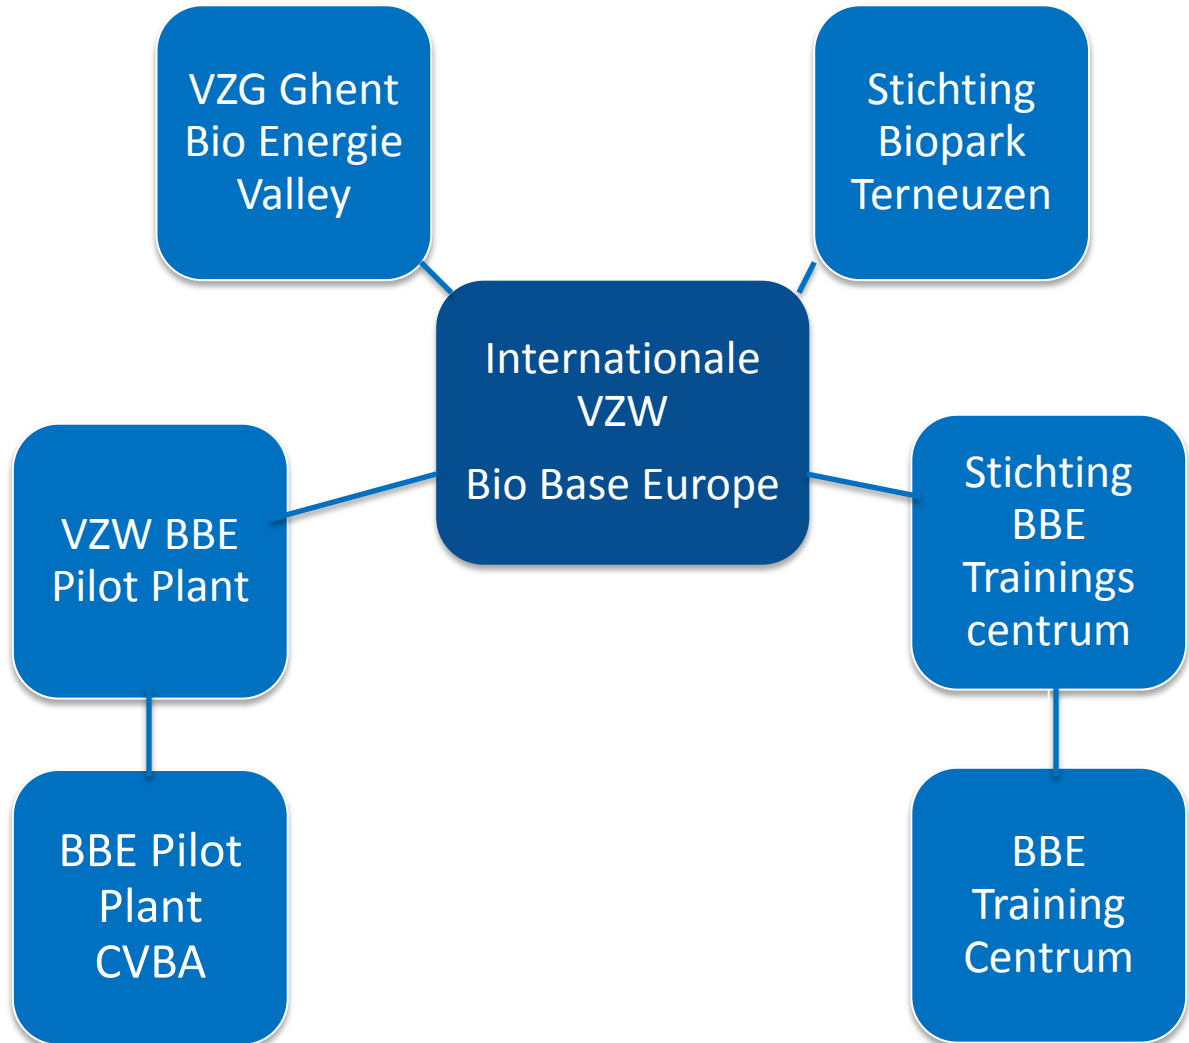 VZG Ghent
Bio Energie
Valley
Stichting
Biopark
Terneuzen
Internationale
VZW
Bio Base Europe
VZW BBE
Pilot Plant
Stichting
BBE
Trainings
centrum
BBE Pilot
Plant
CVBA
BBE
Training
Centrum